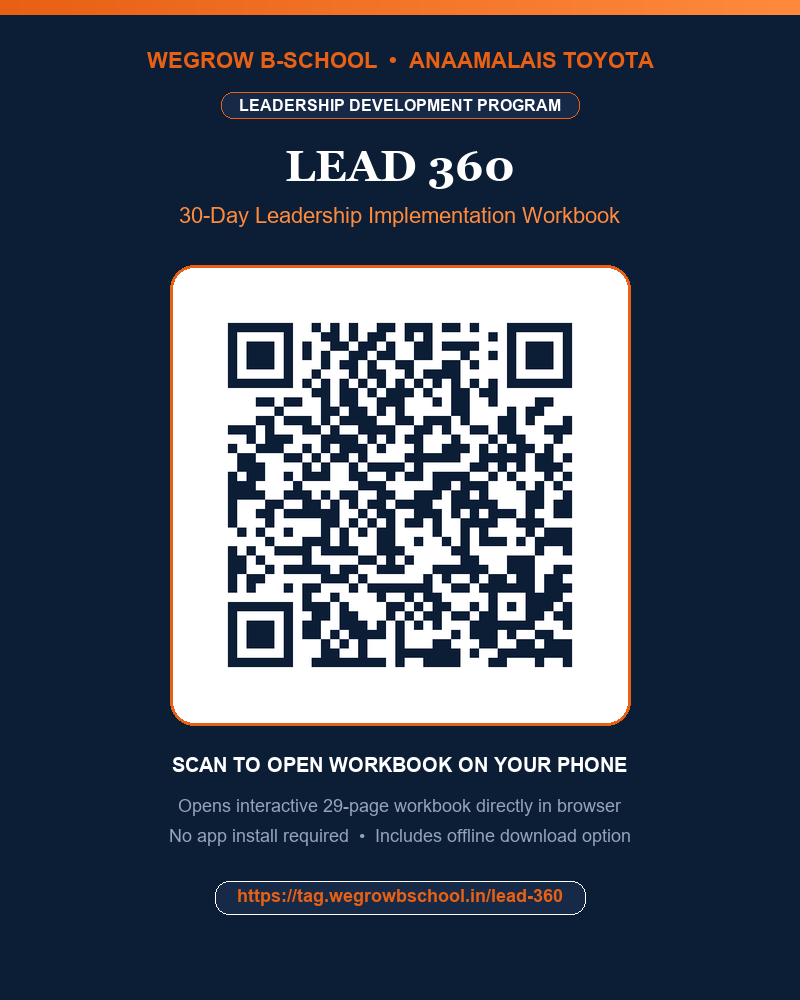 WEGROW B-SCHOOL • ANAAMALAIS TOYOTA
LEADERSHIP DEVELOPMENT PROGRAM
LEAD 360
30-Day Leadership Implementation Workbook
SCAN TO OPEN WORKBOOK ON YOUR PHONE
Opens interactive 29-page workbook directly in browser
No app install required • Includes offline download option
https://tag.wegrowbschool.in/lead-360